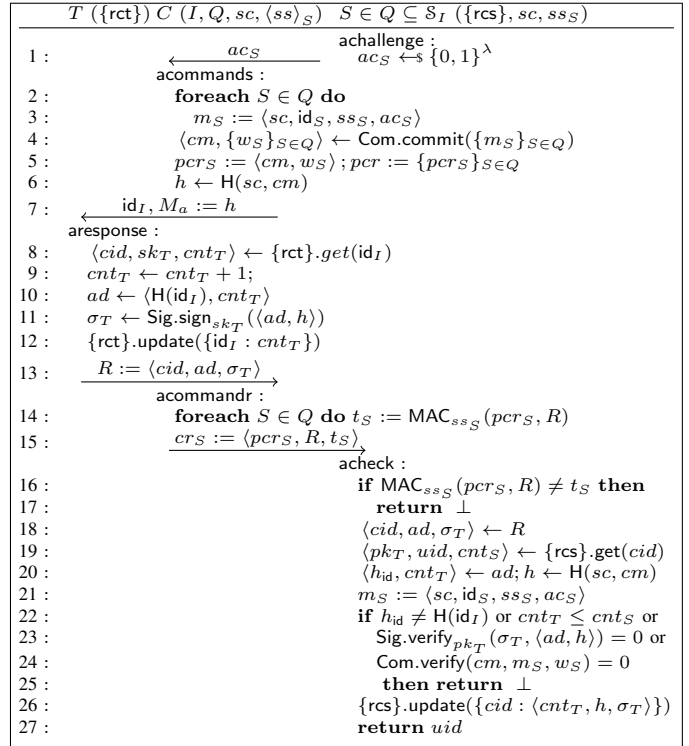 T ({rct}) C (I, Q, sc, ⟨ss⟩_S) S ∈ Q ⊆ 𝒮_I ({rcs}, sc, ss_S)
achallenge :
1 : ac_S ac_S ←$ {0, 1}^λ
acommands :
2 : foreach S ∈ Q do
3 : m_S := ⟨sc, id_S, ss_S, ac_S⟩
4 : ⟨cm, {w_S}_{S∈Q}⟩ ← Com.commit({m_S}_{S∈Q})
5 : pcr_S := ⟨cm, w_S⟩ ; pcr := {pcr_S}_{S∈Q}
6 : h ← H(sc, cm)
7 : id_I, M_a := h
aresponse :
8 : ⟨cid, sk_T, cnt_T⟩ ← {rct}.get(id_I)
9 : cnt_T ← cnt_T + 1;
10 : ad ← ⟨H(id_I), cnt_T⟩
11 : σ_T ← Sig.sign_{sk_T}(⟨ad, h⟩)
12 : {rct}.update({id_I : cnt_T})
13 : R := ⟨cid, ad, σ_T⟩
acommandr :
14 : foreach S ∈ Q do t_S := MAC_{ss_S}(pcr_S, R)
15 : cr_S := ⟨pcr_S, R, t_S⟩
acheck :
16 : if MAC_{ss_S}(pcr_S, R) ≠ t_S then
17 : return ⊥
18 : ⟨cid, ad, σ_T⟩ ← R
19 : ⟨pk_T, uid, cnt_S⟩ ← {rcs}.get(cid)
20 : ⟨h_id, cnt_T⟩ ← ad; h ← H(sc, cm)
21 : m_S := ⟨sc, id_S, ss_S, ac_S⟩
22 : if h_id ≠ H(id_I) or cnt_T ≤ cnt_S or
23 : Sig.verify_{pk_T}(σ_T, ⟨ad, h⟩) = 0 or
24 : Com.verify(cm, m_S, w_S) = 0
25 : then return ⊥
26 : {rcs}.update({cid : ⟨cnt_T, h, σ_T⟩})
27 : return uid